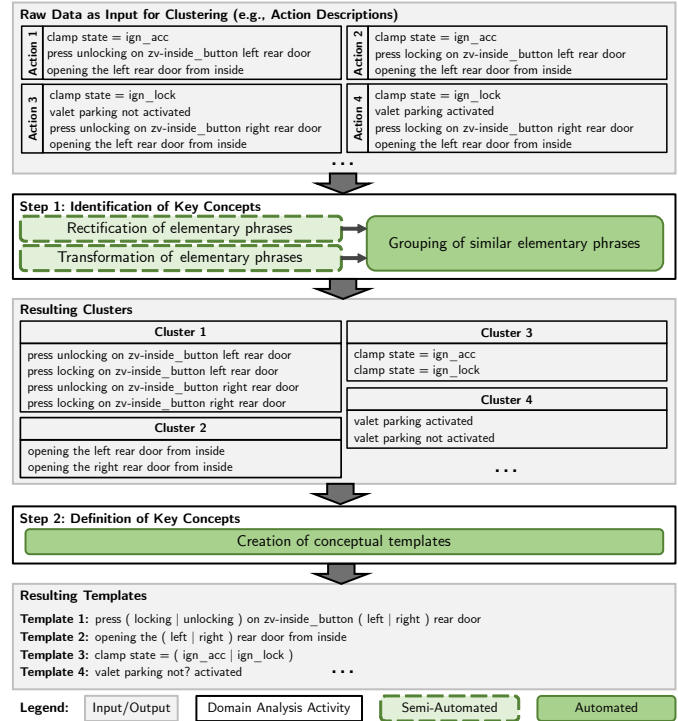 Raw Data as Input for Clustering (e.g., Action Descriptions)
Action 1
clamp state = ign_acc
press unlocking on zv-inside_button left rear door
opening the left rear door from inside
Action 2
clamp state = ign_acc
press locking on zv-inside_button left rear door
opening the left rear door from inside
Action 3
clamp state = ign_lock
valet parking not activated
press unlocking on zv-inside_button right rear door
opening the left rear door from inside
Action 4
clamp state = ign_lock
valet parking activated
press locking on zv-inside_button right rear door
opening the left rear door from inside
...
Step 1: Identification of Key Concepts
Rectification of elementary phrases
Transformation of elementary phrases
Grouping of similar elementary phrases
Resulting Clusters
Cluster 1
press unlocking on zv-inside_button left rear door
press locking on zv-inside_button left rear door
press unlocking on zv-inside_button right rear door
press locking on zv-inside_button right rear door
Cluster 2
opening the left rear door from inside
opening the right rear door from inside
Cluster 3
clamp state = ign_acc
clamp state = ign_lock
Cluster 4
valet parking activated
valet parking not activated
...
Step 2: Definition of Key Concepts
Creation of conceptual templates
Resulting Templates
Template 1: press ( locking | unlocking ) on zv-inside_button ( left | right ) rear door
Template 2: opening the ( left | right ) rear door from inside
Template 3: clamp state = ( ign_acc | ign_lock )
Template 4: valet parking not? activated ...
Legend: Input/Output Domain Analysis Activity Semi-Automated Automated